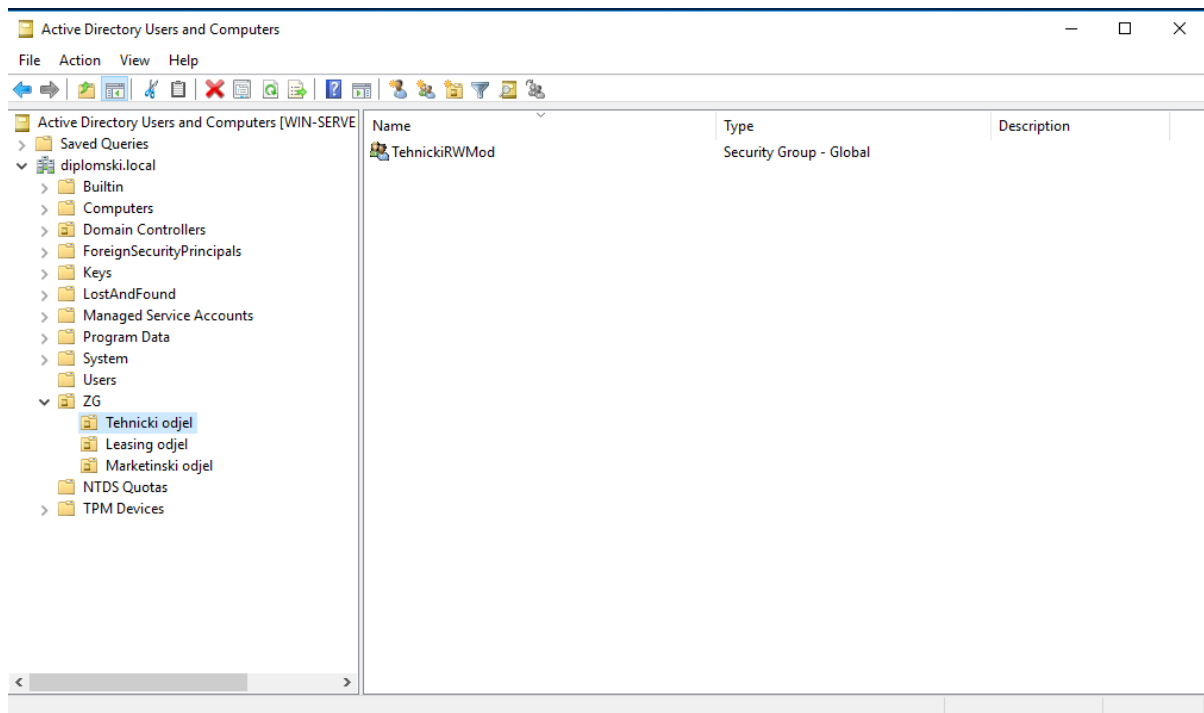 Active Directory Users and Computers
File Action View Help
Active Directory Users and Computers [WIN-SERVE
Name Type Description
Saved Queries
TehnickiRWMod Security Group - Global
diplomski.local
Builtin
Computers
Domain Controllers
ForeignSecurityPrincipals
Keys
LostAndFound
Managed Service Accounts
Program Data
System
Users
ZG
Tehnicki odjel
Leasing odjel
Marketinski odjel
NTDS Quotas
TPM Devices